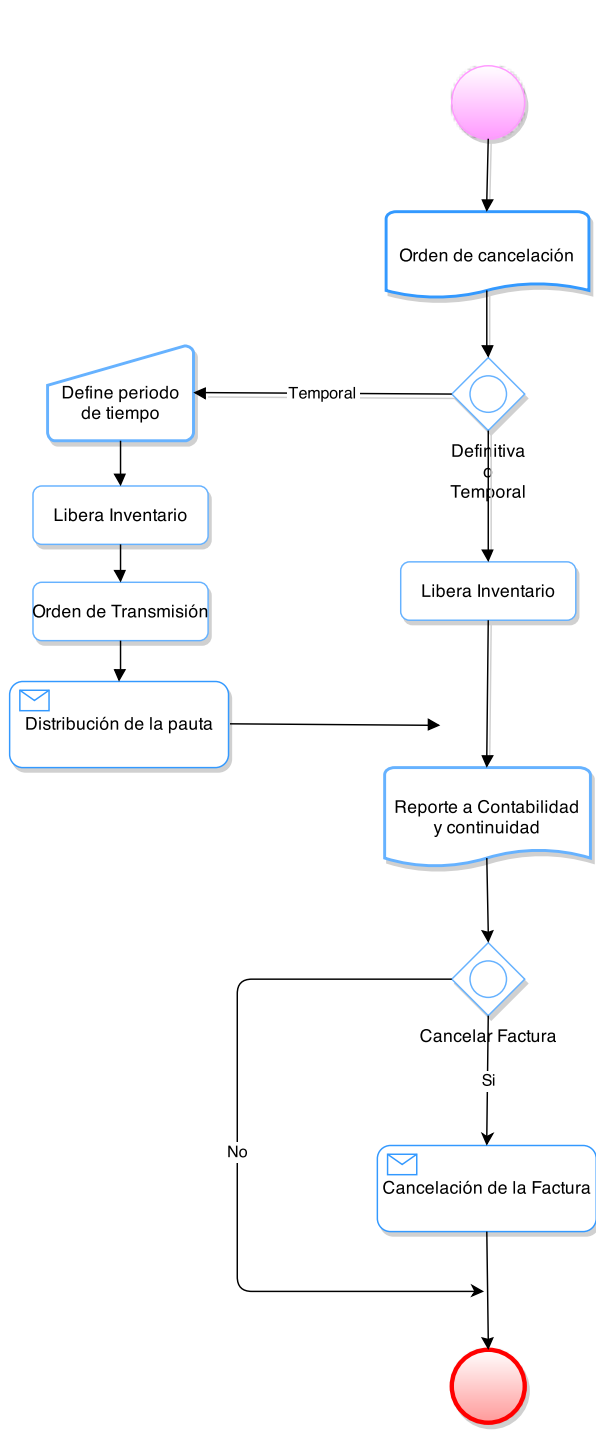 Orden de cancelación
Temporal
Define periodo
de tiempo
Definitiva
o
Temporal
Libera Inventario
Libera Inventario
Orden de Transmisión
Distribución de la pauta
Reporte a Contabilidad
y continuidad
Cancelar Factura
Si
No
Cancelación de la Factura